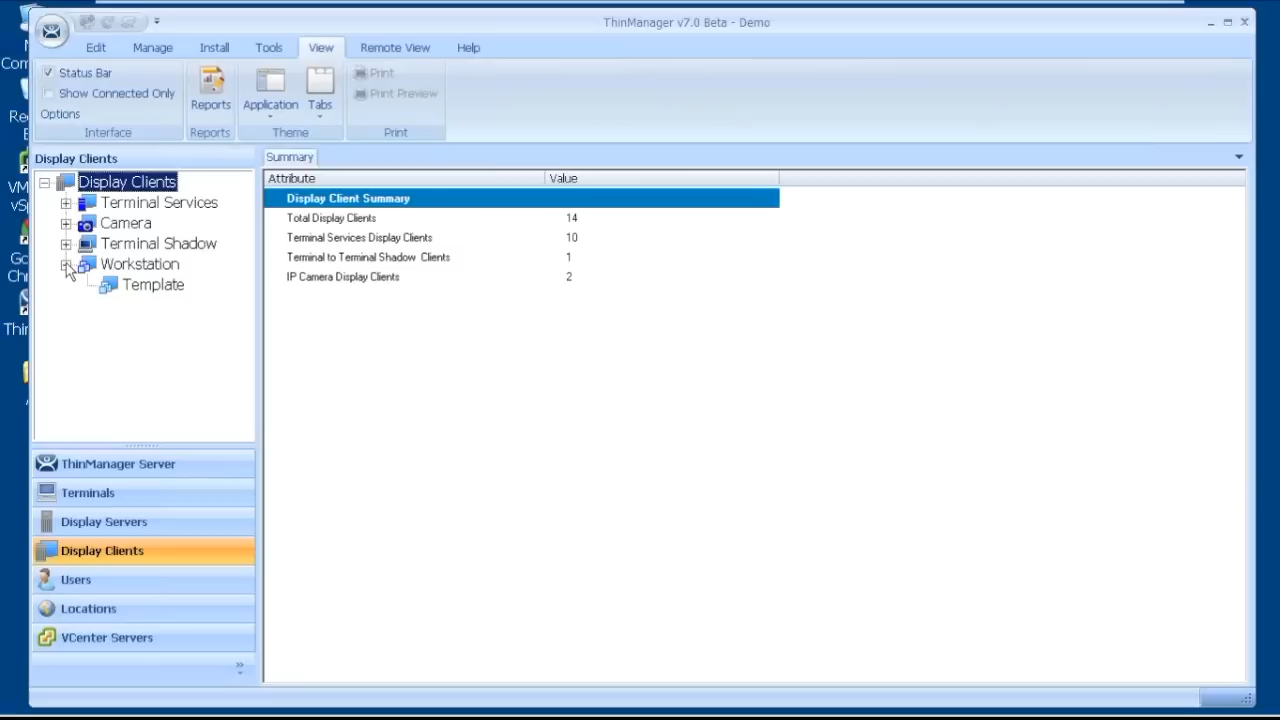 ThinManager v7.0 Beta - Demo
Edit Manage Install Tools View Remote View Help
Status Bar
Show Connected Only
Options
Interface
Reports
Reports
Application Tabs
Theme
Print
Print Preview
Print
Display Clients
Display Clients
Terminal Services
Camera
Terminal Shadow
Workstation
Template
ThinManager Server
Terminals
Display Servers
Display Clients
Users
Locations
VCenter Servers
Summary
Attribute Value
Display Client Summary
Total Display Clients 14
Terminal Services Display Clients 10
Terminal to Terminal Shadow Clients 1
IP Camera Display Clients 2